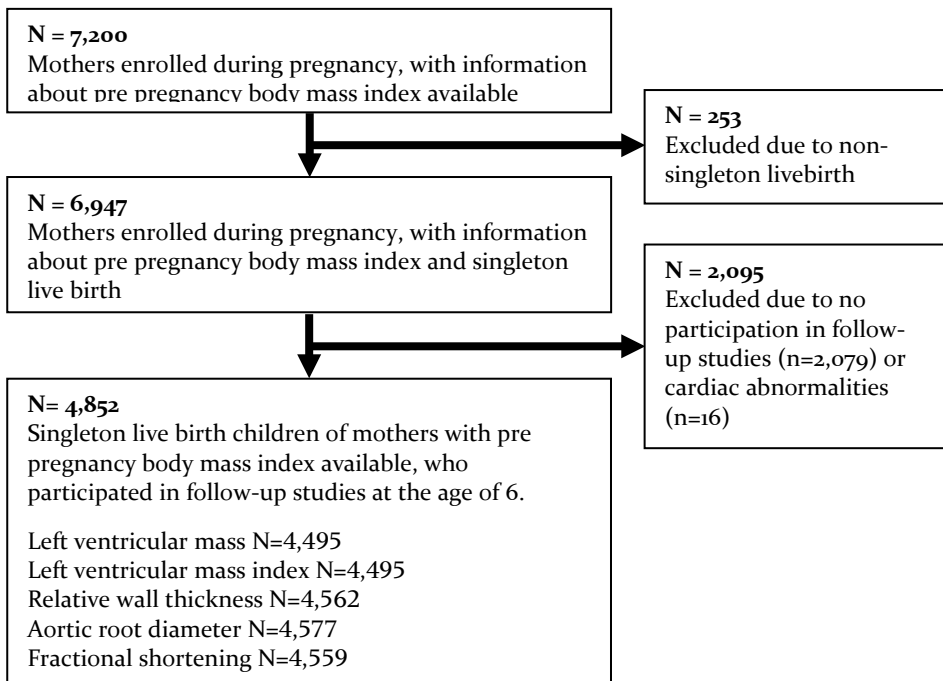 N = 7,200
Mothers enrolled during pregnancy, with information
about pre pregnancy body mass index available
N = 253
Excluded due to non-
singleton livebirth
N = 6,947
Mothers enrolled during pregnancy, with information
about pre pregnancy body mass index and singleton
live birth
N = 2,095
Excluded due to no
participation in follow-
up studies (n=2,079) or
cardiac abnormalities
(n=16)
N= 4,852
Singleton live birth children of mothers with pre
pregnancy body mass index available, who
participated in follow-up studies at the age of 6.
Left ventricular mass N=4,495
Left ventricular mass index N=4,495
Relative wall thickness N=4,562
Aortic root diameter N=4,577
Fractional shortening N=4,559